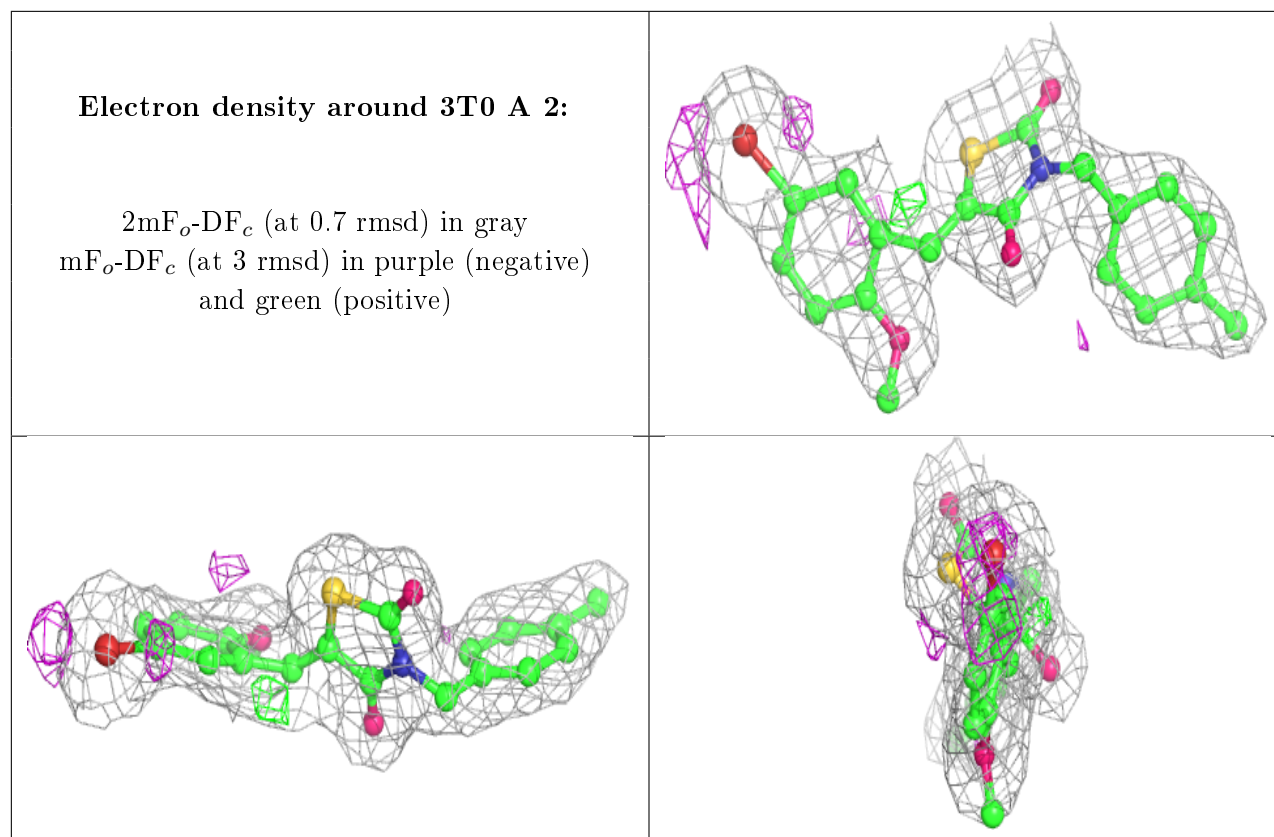 Electron density around 3T0 A 2:
2mFₒ-DF𝒸 (at 0.7 rmsd) in gray
mFₒ-DF𝒸 (at 3 rmsd) in purple (negative)
and green (positive)